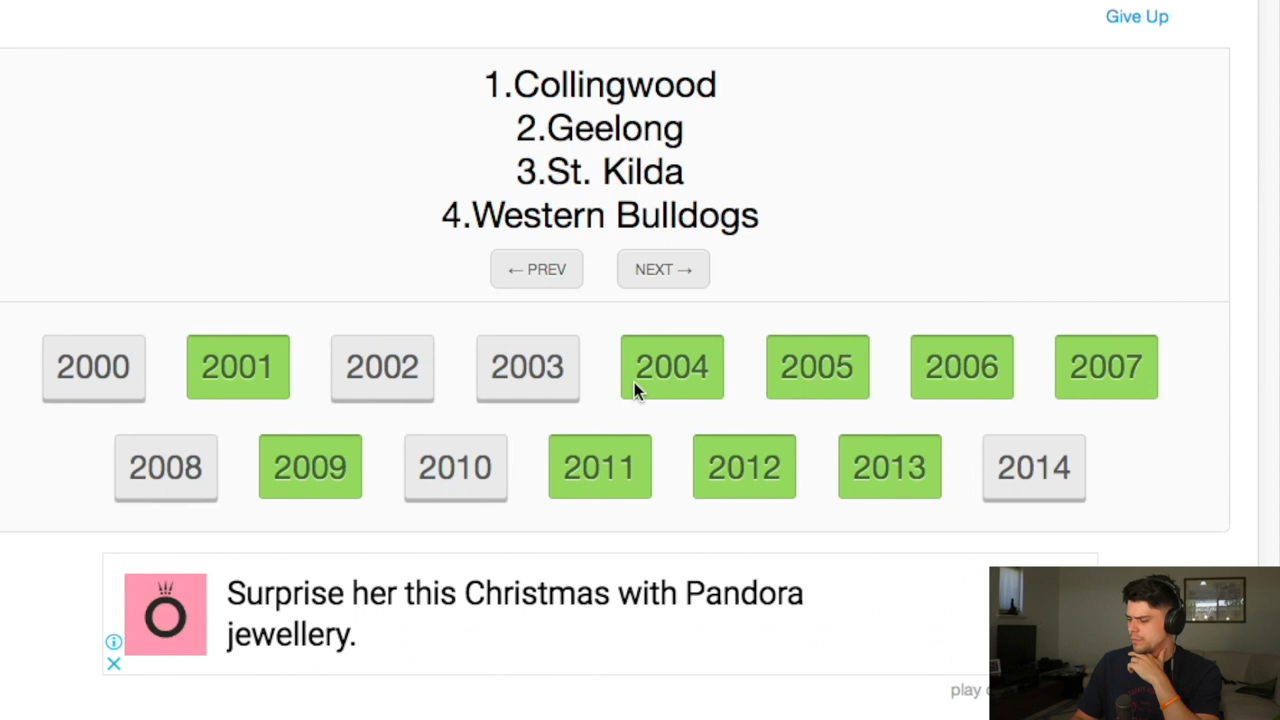 Give Up
1.Collingwood
2.Geelong
3.St. Kilda
4.Western Bulldogs
← PREV NEXT →
2000 2001 2002 2003 2004 2005 2006 2007
2008 2009 2010 2011 2012 2013 2014
Surprise her this Christmas with Pandora
jewellery.
play